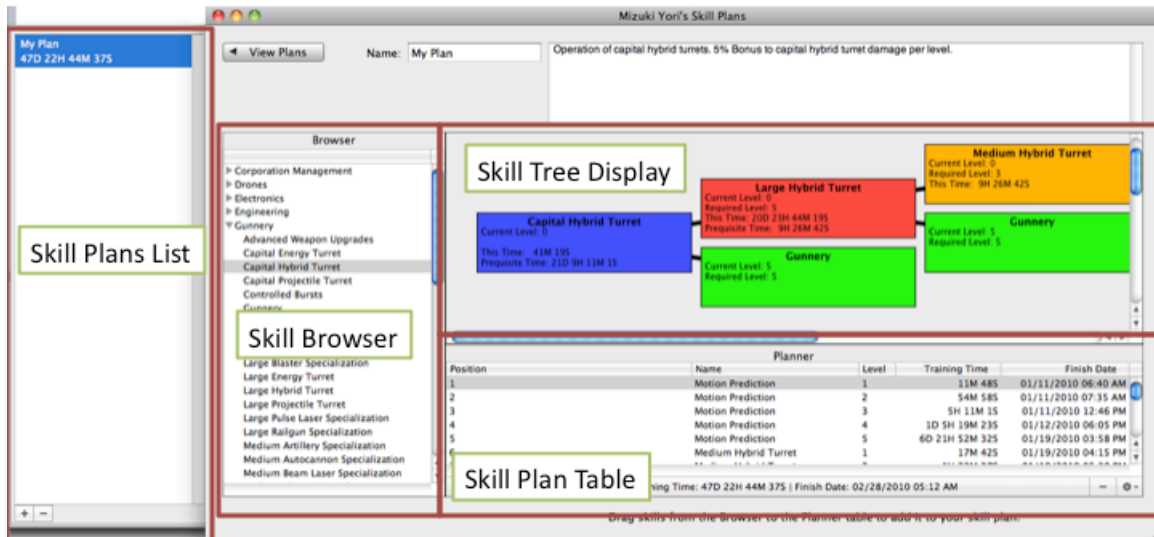 Mizuki Yori's Skill Plans
My Plan
47D 22H 44M 37S
View Plans
Name: My Plan
Operation of capital hybrid turrets. 5% Bonus to capital hybrid turret damage per level.
Skill Plans List
Browser
Corporation Management
Drones
Electronics
Engineering
Gunnery
Advanced Weapon Upgrades
Capital Energy Turret
Capital Hybrid Turret
Capital Projectile Turret
Controlled Bursts
Gunnery
Skill Browser
Large Blaster Specialization
Large Energy Turret
Large Hybrid Turret
Large Projectile Turret
Large Pulse Laser Specialization
Large Railgun Specialization
Medium Artillery Specialization
Medium Autocannon Specialization
Medium Beam Laser Specialization
Skill Tree Display
Capital Hybrid Turret
Current Level: 0
This Time: 41M 19S
Prequisite Time: 21D 9H 11M 1S
Large Hybrid Turret
Current Level: 0
Required Level: 5
This Time: 20D 23H 44M 19S
Prequisite Time: 9H 26M 42S
Gunnery
Current Level: 5
Required Level: 5
Medium Hybrid Turret
Current Level: 0
Required Level: 3
This Time: 9H 26M 42S
Gunnery
Current Level: 5
Required Level: 5
Planner
Position Name Level Training Time Finish Date
1 Motion Prediction 1 11M 48S 01/11/2010 06:40 AM
2 Motion Prediction 2 54M 58S 01/11/2010 07:35 AM
3 Motion Prediction 3 5H 11M 1S 01/11/2010 12:46 PM
4 Motion Prediction 4 1D 5H 19M 23S 01/12/2010 06:05 PM
5 Motion Prediction 5 6D 21H 52M 32S 01/19/2010 03:58 PM
Medium Hybrid Turret 1 17M 42S 01/19/2010 04:15 PM
Skill Plan Table
Time: 47D 22H 44M 37S | Finish Date: 02/28/2010 05:12 AM
Drag skills from the Browser to the Planner table to add it to your skill plan.